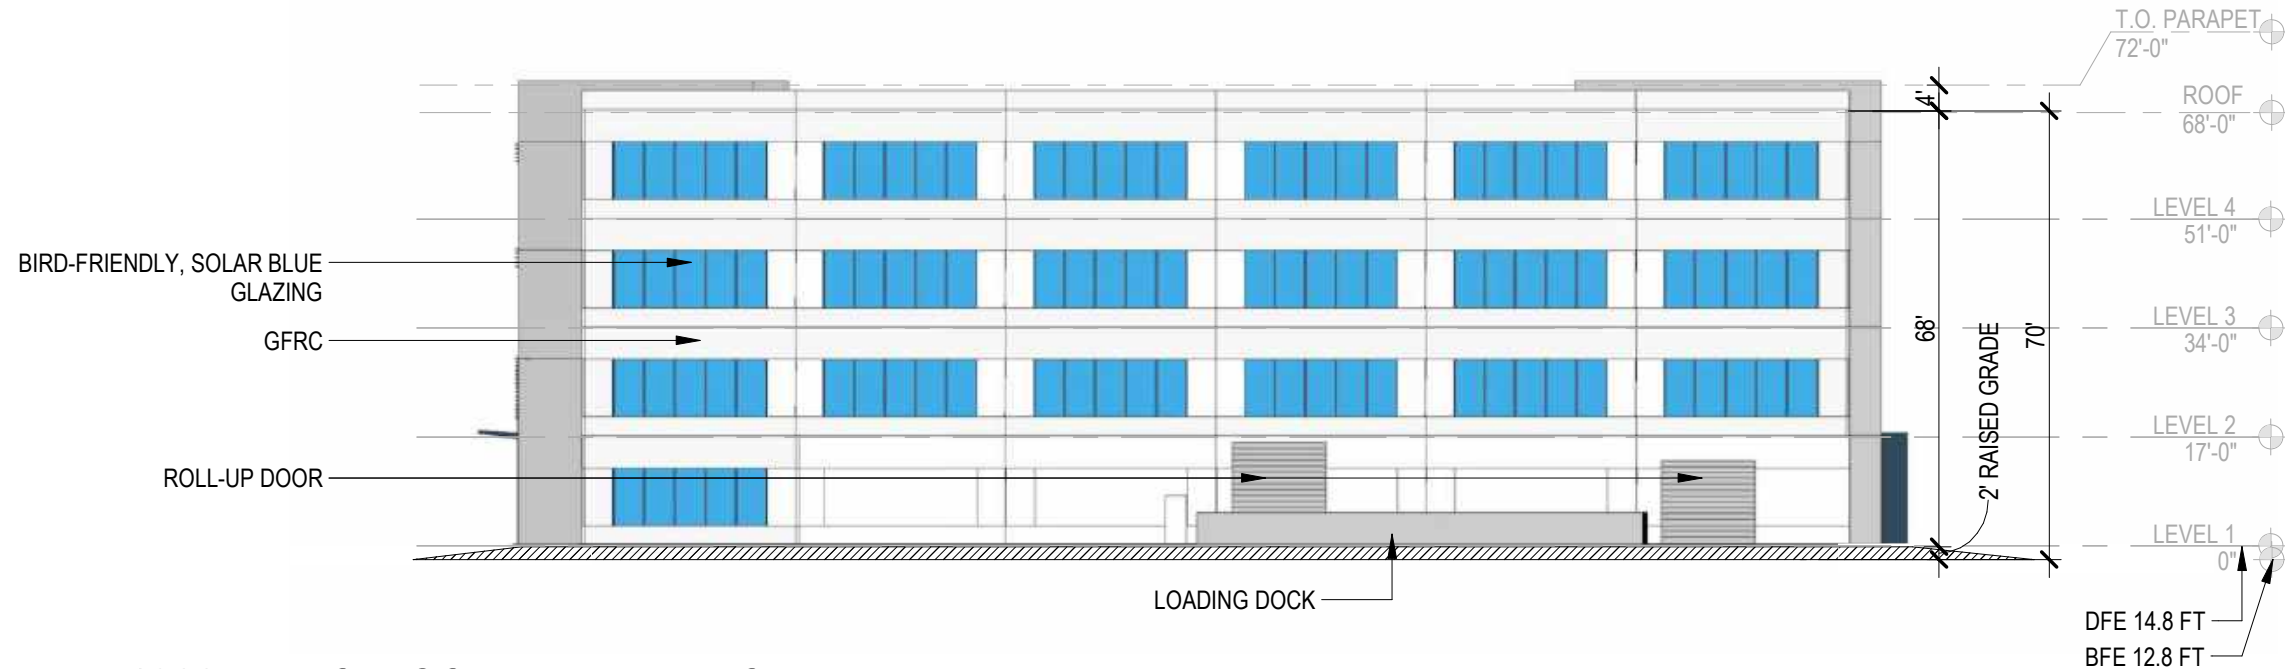 T.O. PARAPET
72'-0"
4'
ROOF
68'-0"
LEVEL 4
51'-0"
BIRD-FRIENDLY, SOLAR BLUE
GLAZING
GFRC
68'
70'
LEVEL 3
34'-0"
2' RAISED GRADE
LEVEL 2
17'-0"
ROLL-UP DOOR
LEVEL 1
0"
LOADING DOCK
DFE 14.8 FT
BFE 12.8 FT